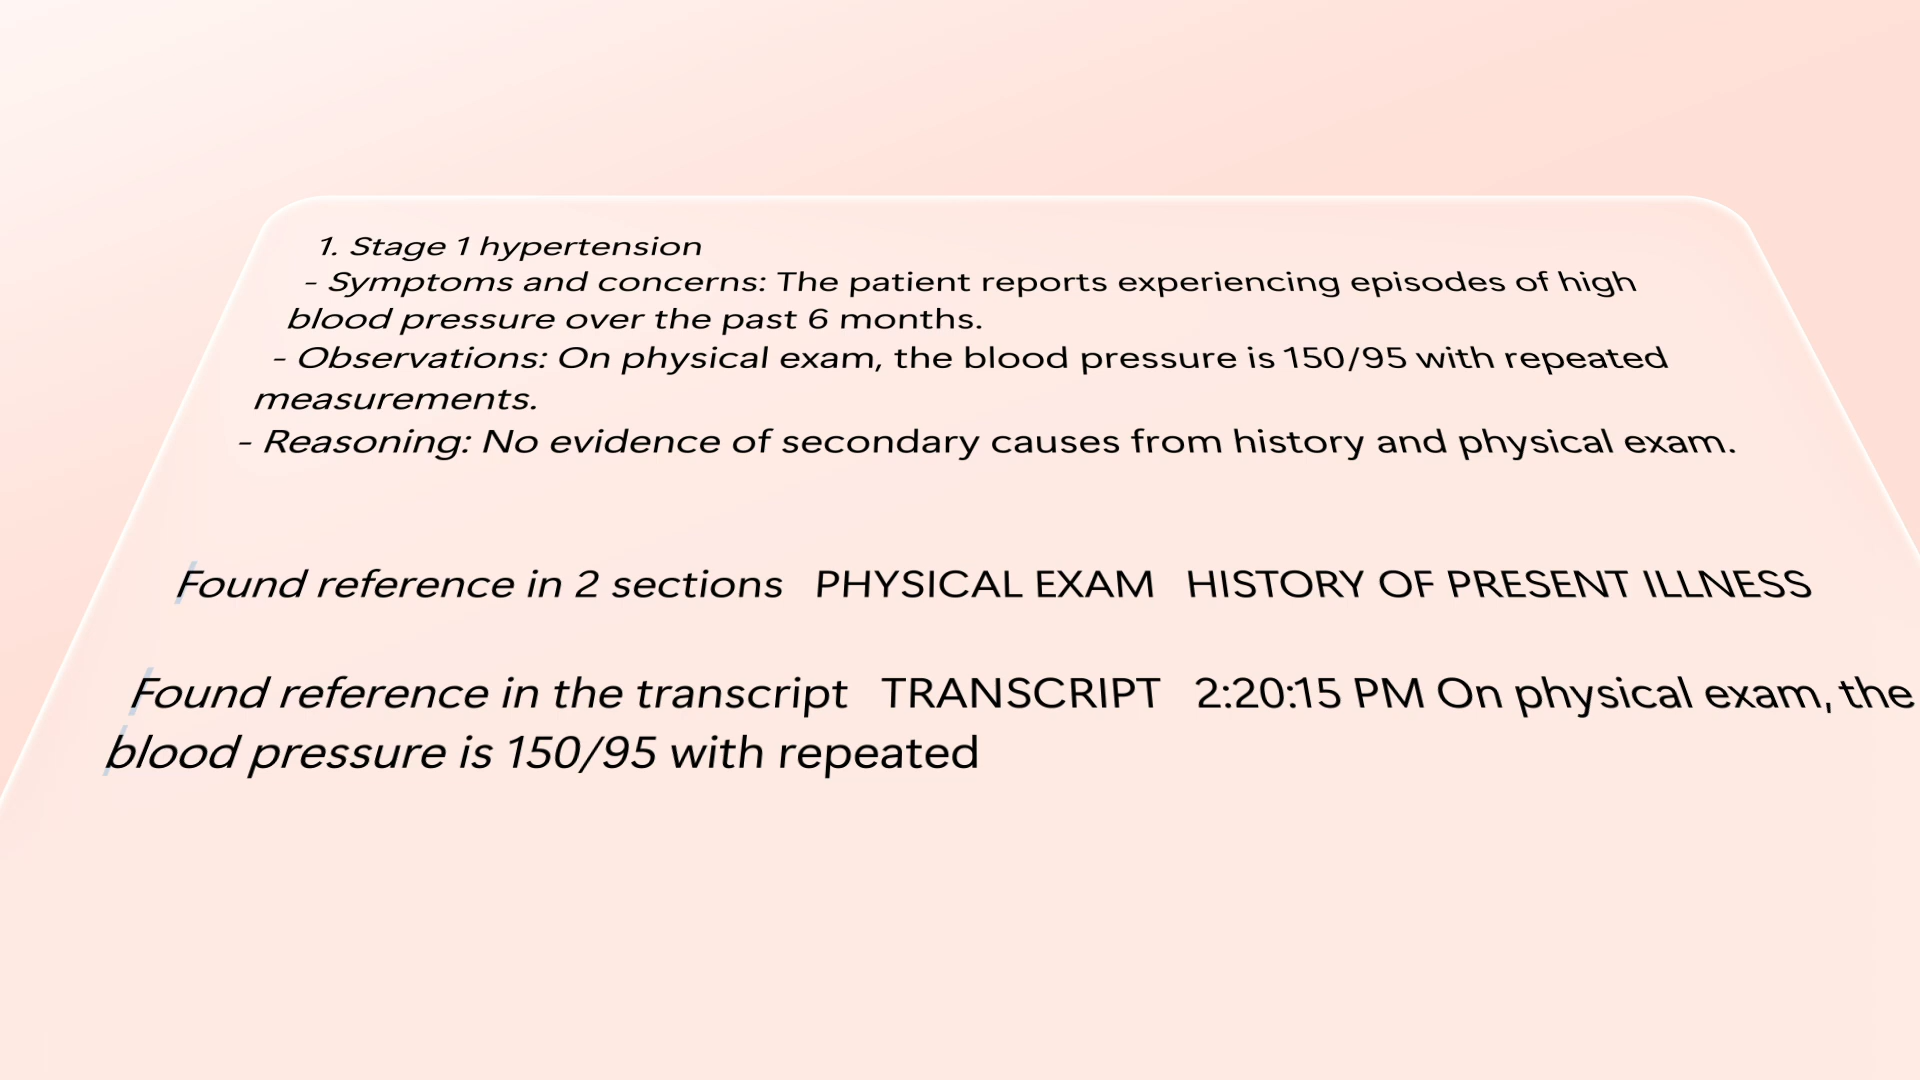 1. Stage 1 hypertension
- Symptoms and concerns: The patient reports experiencing episodes of high
blood pressure over the past 6 months.
- Observations: On physical exam, the blood pressure is 150/95 with repeated
measurements.
- Reasoning: No evidence of secondary causes from history and physical exam.
Found reference in 2 sections PHYSICAL EXAM HISTORY OF PRESENT ILLNESS
Found reference in the transcript TRANSCRIPT 2:20:15 PM On physical exam, the
blood pressure is 150/95 with repeated